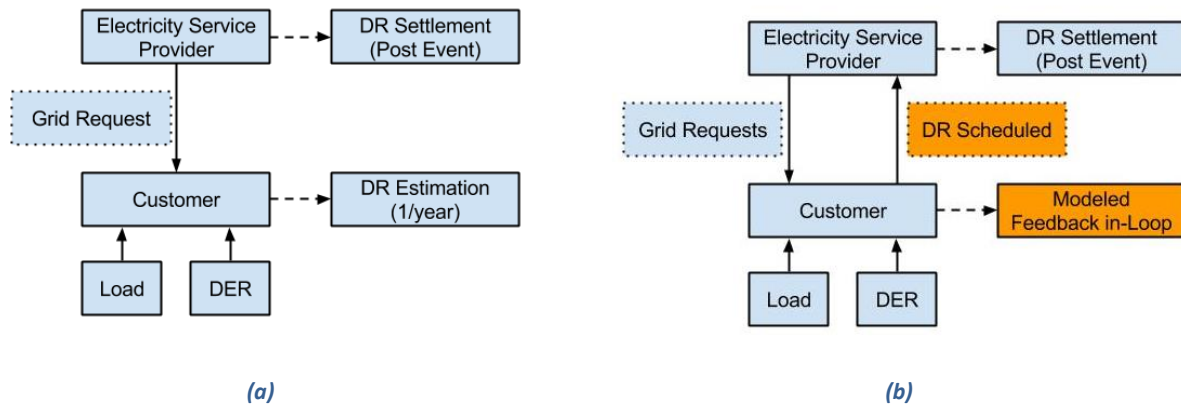 Electricity Service
Provider
DR Settlement
(Post Event)
Grid Request
Customer
DR Estimation
(1/year)
Load
DER
(a)
Electricity Service
Provider
DR Settlement
(Post Event)
Grid Requests
DR Scheduled
Customer
Modeled
Feedback in-Loop
Load
DER
(b)